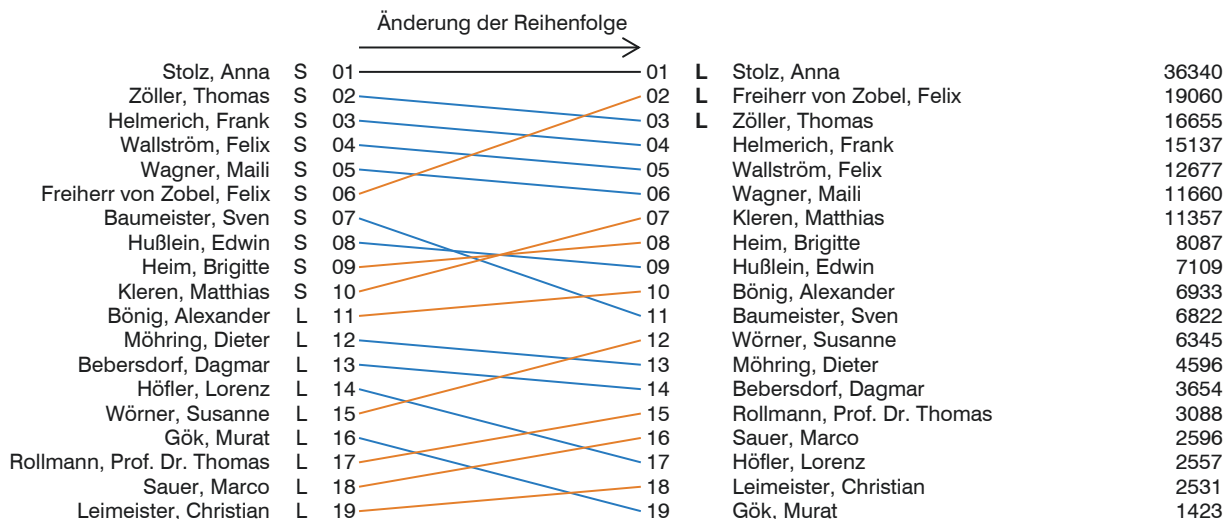 Änderung der Reihenfolge
Stolz, Anna S 01 01 L Stolz, Anna 36340
Zöller, Thomas S 02 02 L Freiherr von Zobel, Felix 19060
Helmerich, Frank S 03 03 L Zöller, Thomas 16655
Wallström, Felix S 04 04 Helmerich, Frank 15137
Wagner, Maili S 05 05 Wallström, Felix 12677
Freiherr von Zobel, Felix S 06 06 Wagner, Maili 11660
Baumeister, Sven S 07 07 Kleren, Matthias 11357
Hußlein, Edwin S 08 08 Heim, Brigitte 8087
Heim, Brigitte S 09 09 Hußlein, Edwin 7109
Kleren, Matthias S 10 10 Bönig, Alexander 6933
Bönig, Alexander L 11 11 Baumeister, Sven 6822
Möhring, Dieter L 12 12 Wörner, Susanne 6345
Bebersdorf, Dagmar L 13 13 Möhring, Dieter 4596
Höfler, Lorenz L 14 14 Bebersdorf, Dagmar 3654
Wörner, Susanne L 15 15 Rollmann, Prof. Dr. Thomas 3088
Gök, Murat L 16 16 Sauer, Marco 2596
Rollmann, Prof. Dr. Thomas L 17 17 Höfler, Lorenz 2557
Sauer, Marco L 18 18 Leimeister, Christian 2531
Leimeister, Christian L 19 19 Gök, Murat 1423